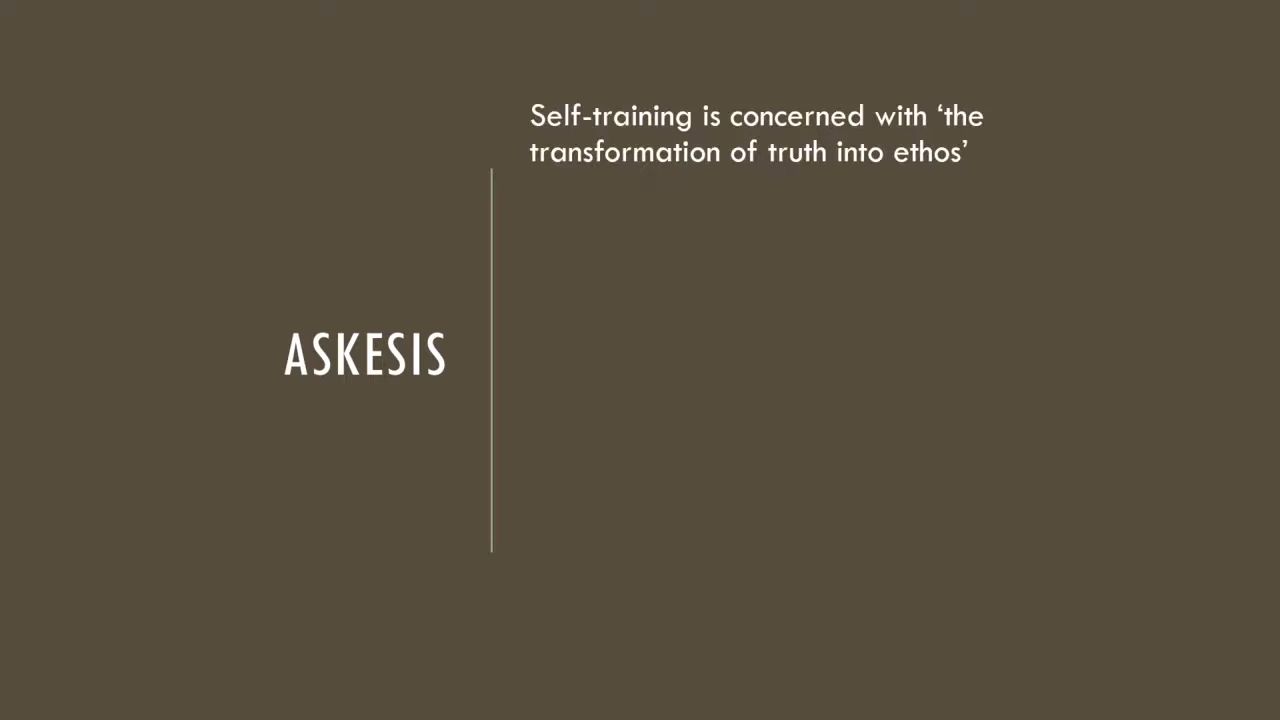 ASKESIS
Self-training is concerned with ‘the
transformation of truth into ethos’